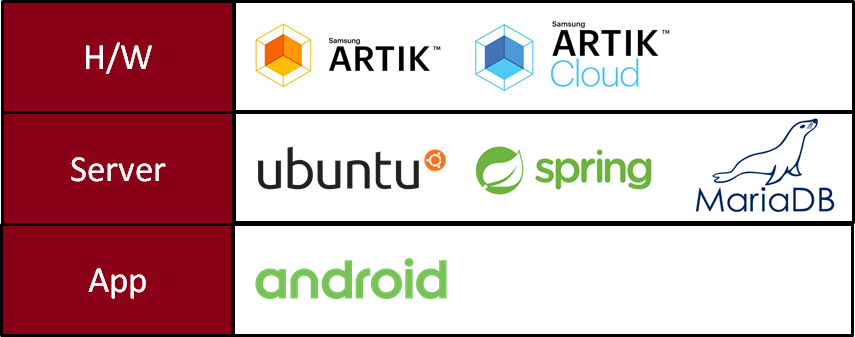 H/W
Samsung
ARTIK™
Samsung
ARTIK™
Cloud
Server
ubuntu
spring
MariaDB
App
android